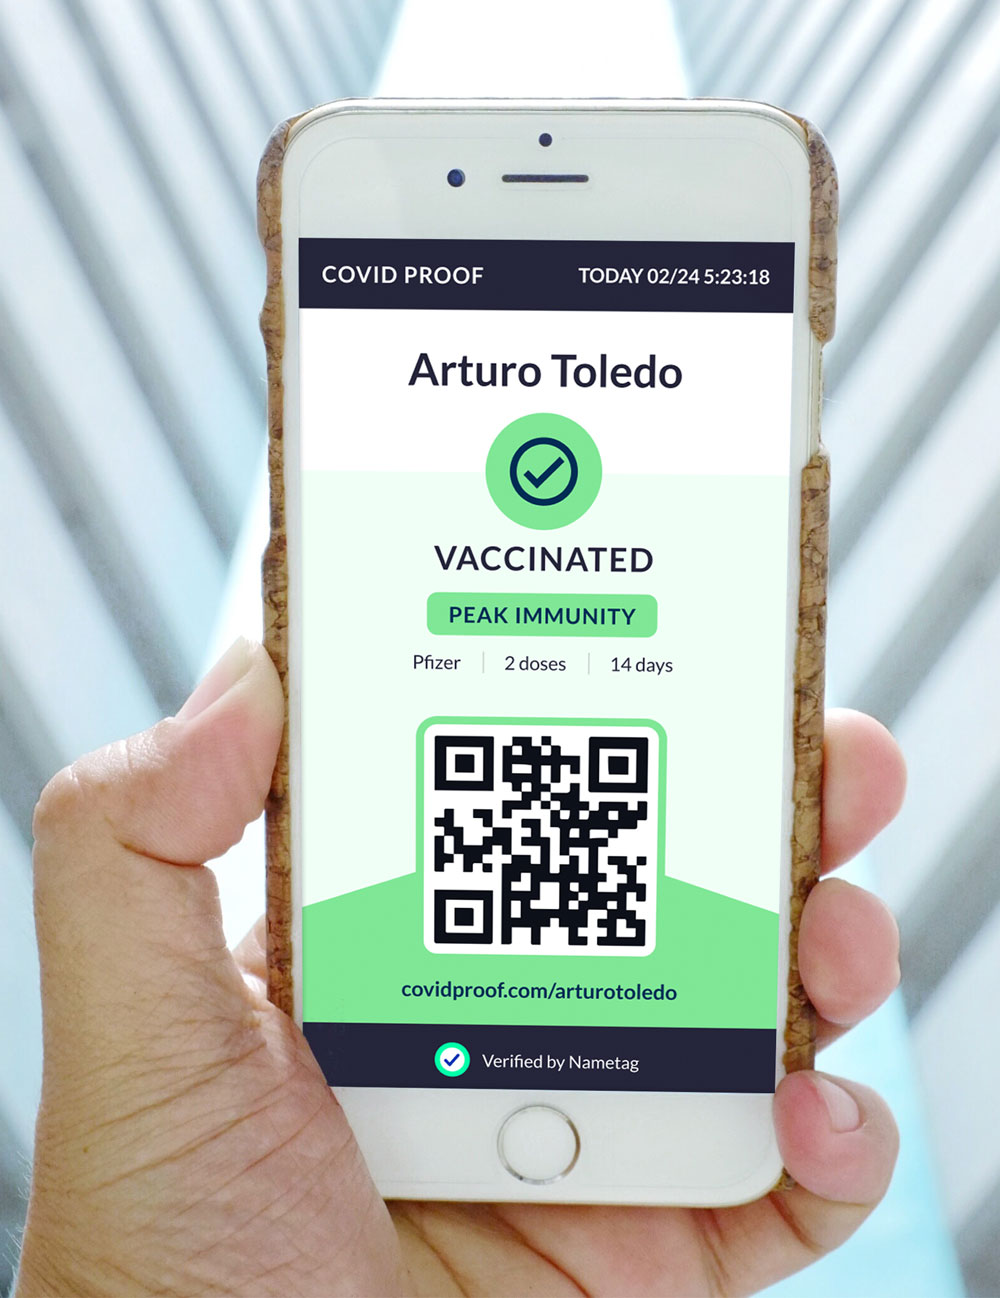 COVID PROOF TODAY 02/24 5:23:18
Arturo Toledo
VACCINATED
PEAK IMMUNITY
Pfizer 2 doses 14 days
covidproof.com/arturotoledo
Verified by Nametag